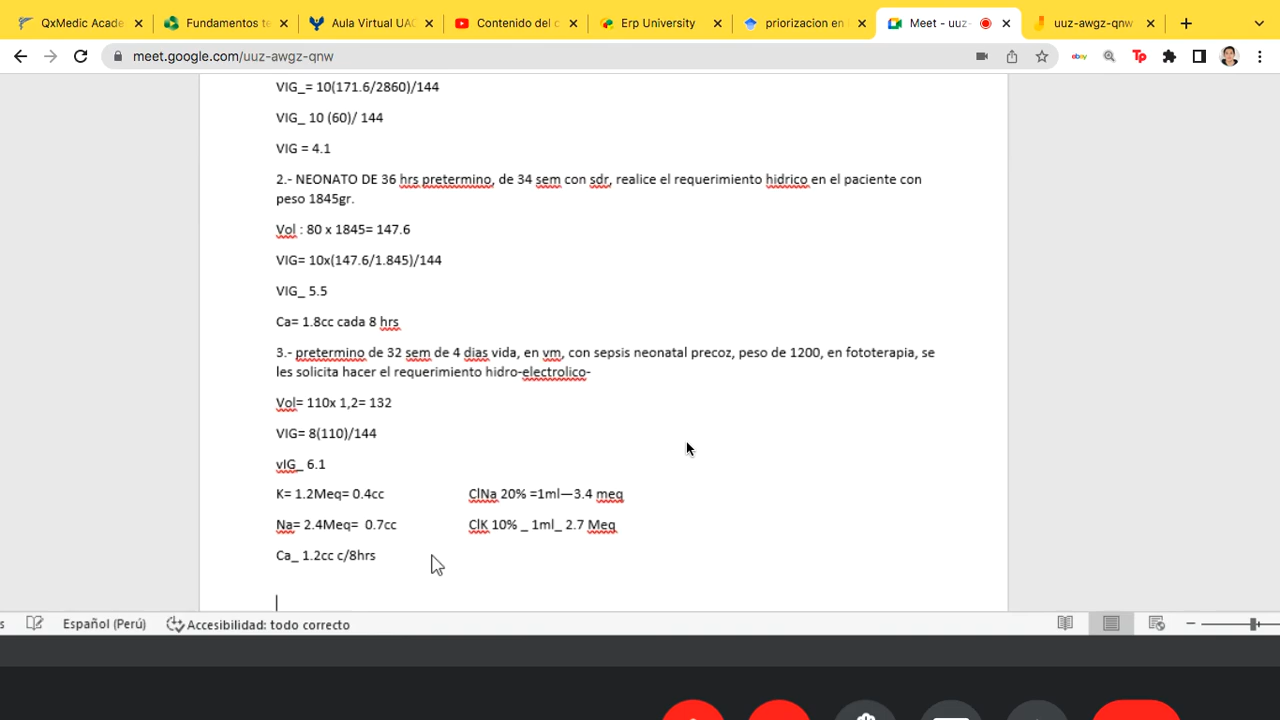 QxMedic Acade
Fundamentos te
Aula Virtual UAC
Contenido del c
Erp University
priorizacion en
Meet - uuz-
uuz-awgz-qnw
meet.google.com/uuz-awgz-qnw
VIG_= 10(171.6/2860)/144
VIG_ 10 (60)/ 144
VIG = 4.1
2.- NEONATO DE 36 hrs pretermino, de 34 sem con sdr, realice el requerimiento hidrico en el paciente con
peso 1845gr.
Vol : 80 x 1845= 147.6
VIG= 10x(147.6/1.845)/144
VIG_ 5.5
Ca= 1.8cc cada 8 hrs
3.- pretermino de 32 sem de 4 dias vida, en vm, con sepsis neonatal precoz, peso de 1200, en fototerapia, se
les solicita hacer el requerimiento hidro-electrolico-
Vol= 110x 1,2= 132
VIG= 8(110)/144
vIG_ 6.1
K= 1.2Meq= 0.4cc ClNa 20% =1ml—3.4 meq
Na= 2.4Meq= 0.7cc ClK 10% _ 1ml_ 2.7 Meq
Ca_ 1.2cc c/8hrs
s Español (Perú) Accesibilidad: todo correcto